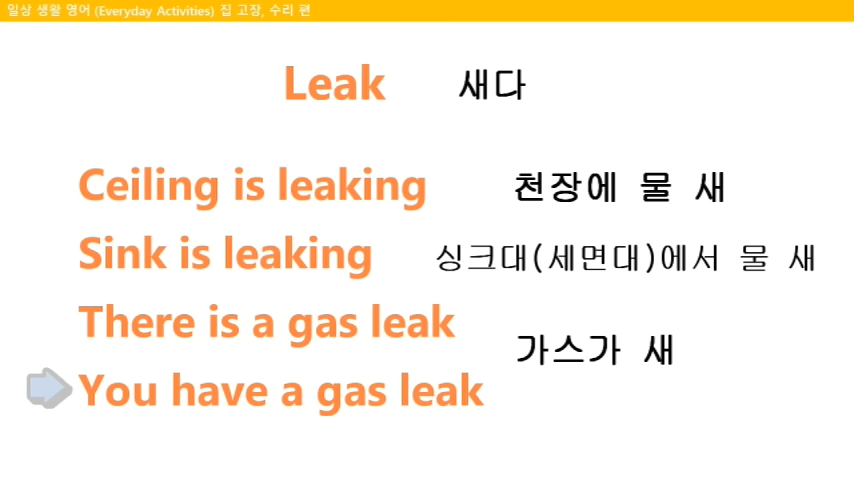 일상 생활 영어 (Everyday Activities) 집 고장, 수리 편
Leak 새다
Ceiling is leaking 천장에 물 새
Sink is leaking 싱크대(세면대)에서 물 새
There is a gas leak
가스가 새
You have a gas leak